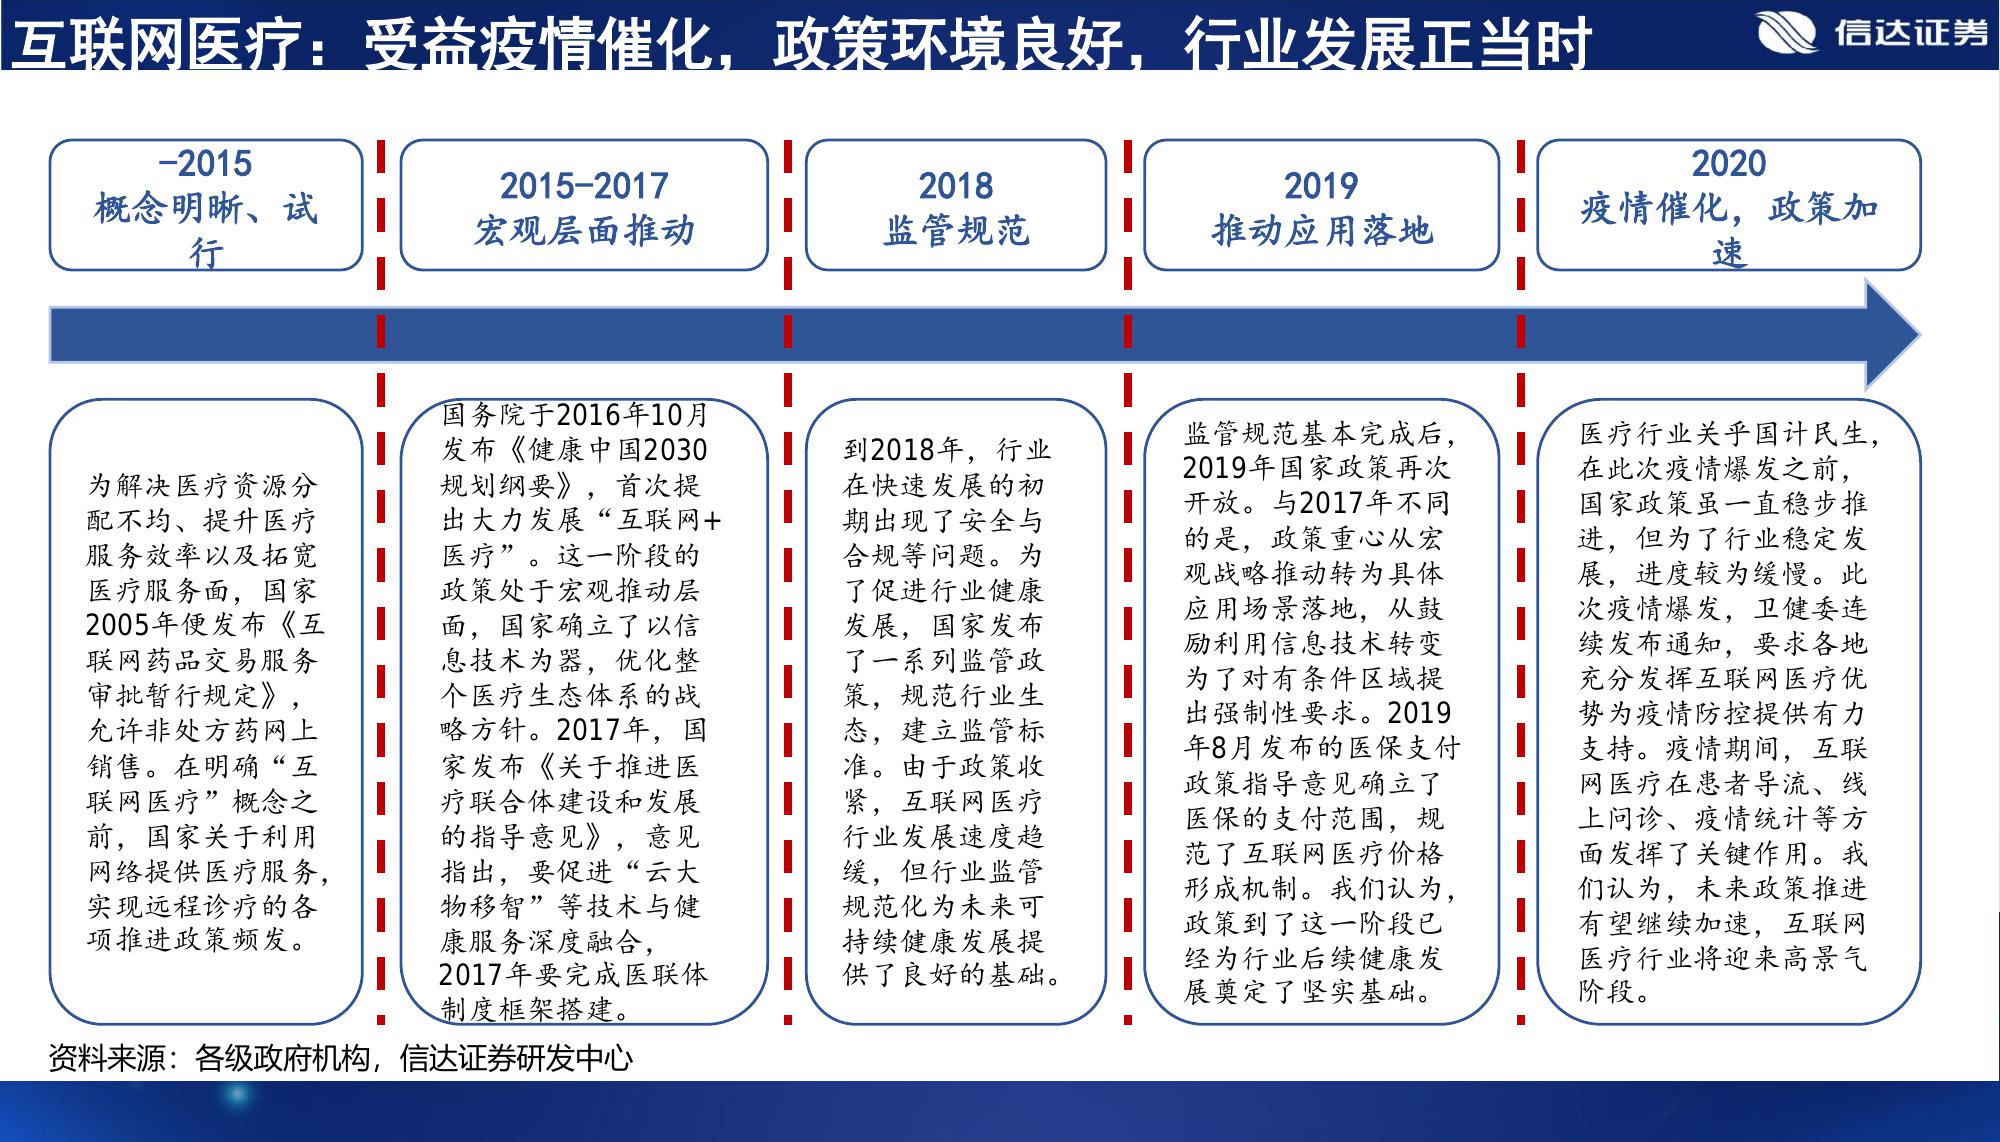 互联网医疗：受益疫情催化，政策环境良好，行业发展正当时
信达证券
-2015
概念明晰、试
行
2015-2017
宏观层面推动
2018
监管规范
2019
推动应用落地
2020
疫情催化，政策加
速
为解决医疗资源分
配不均、提升医疗
服务效率以及拓宽
医疗服务面，国家
2005年便发布《互
联网药品交易服务
审批暂行规定》，
允许非处方药网上
销售。在明确“互
联网医疗”概念之
前，国家关于利用
网络提供医疗服务，
实现远程诊疗的各
项推进政策频发。
国务院于2016年10月
发布《健康中国2030
规划纲要》，首次提
出大力发展“互联网+
医疗”。这一阶段的
政策处于宏观推动层
面，国家确立了以信
息技术为器，优化整
个医疗生态体系的战
略方针。2017年，国
家发布《关于推进医
疗联合体建设和发展
的指导意见》，意见
指出，要促进“云大
物移智”等技术与健
康服务深度融合，
2017年要完成医联体
制度框架搭建。
到2018年，行业
在快速发展的初
期出现了安全与
合规等问题。为
了促进行业健康
发展，国家发布
了一系列监管政
策，规范行业生
态，建立监管标
准。由于政策收
紧，互联网医疗
行业发展速度趋
缓，但行业监管
规范化为未来可
持续健康发展提
供了良好的基础。
监管规范基本完成后，
2019年国家政策再次
开放。与2017年不同
的是，政策重心从宏
观战略推动转为具体
应用场景落地，从鼓
励利用信息技术转变
为了对有条件区域提
出强制性要求。2019
年8月发布的医保支付
政策指导意见确立了
医保的支付范围，规
范了互联网医疗价格
形成机制。我们认为，
政策到了这一阶段已
经为行业后续健康发
展奠定了坚实基础。
医疗行业关乎国计民生，
在此次疫情爆发之前，
国家政策虽一直稳步推
进，但为了行业稳定发
展，进度较为缓慢。此
次疫情爆发，卫健委连
续发布通知，要求各地
充分发挥互联网医疗优
势为疫情防控提供有力
支持。疫情期间，互联
网医疗在患者导流、线
上问诊、疫情统计等方
面发挥了关键作用。我
们认为，未来政策推进
有望继续加速，互联网
医疗行业将迎来高景气
阶段。
资料来源：各级政府机构，信达证券研发中心